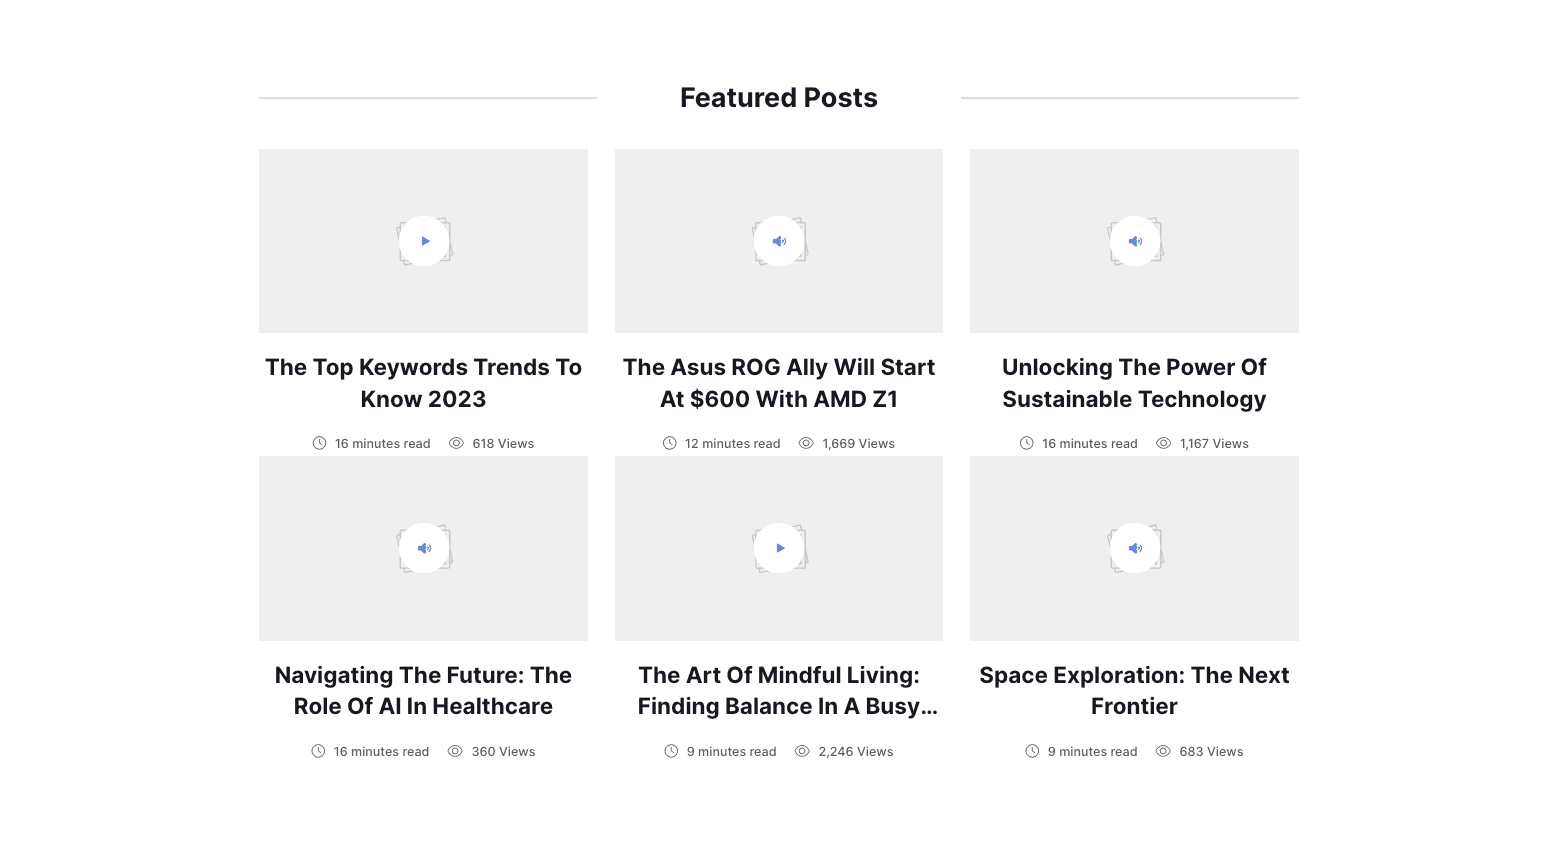 Featured Posts
The Top Keywords Trends To
Know 2023
16 minutes read 618 Views
The Asus ROG Ally Will Start
At $600 With AMD Z1
12 minutes read 1,669 Views
Unlocking The Power Of
Sustainable Technology
16 minutes read 1,167 Views
Navigating The Future: The
Role Of AI In Healthcare
16 minutes read 360 Views
The Art Of Mindful Living:
Finding Balance In A Busy...
9 minutes read 2,246 Views
Space Exploration: The Next
Frontier
9 minutes read 683 Views